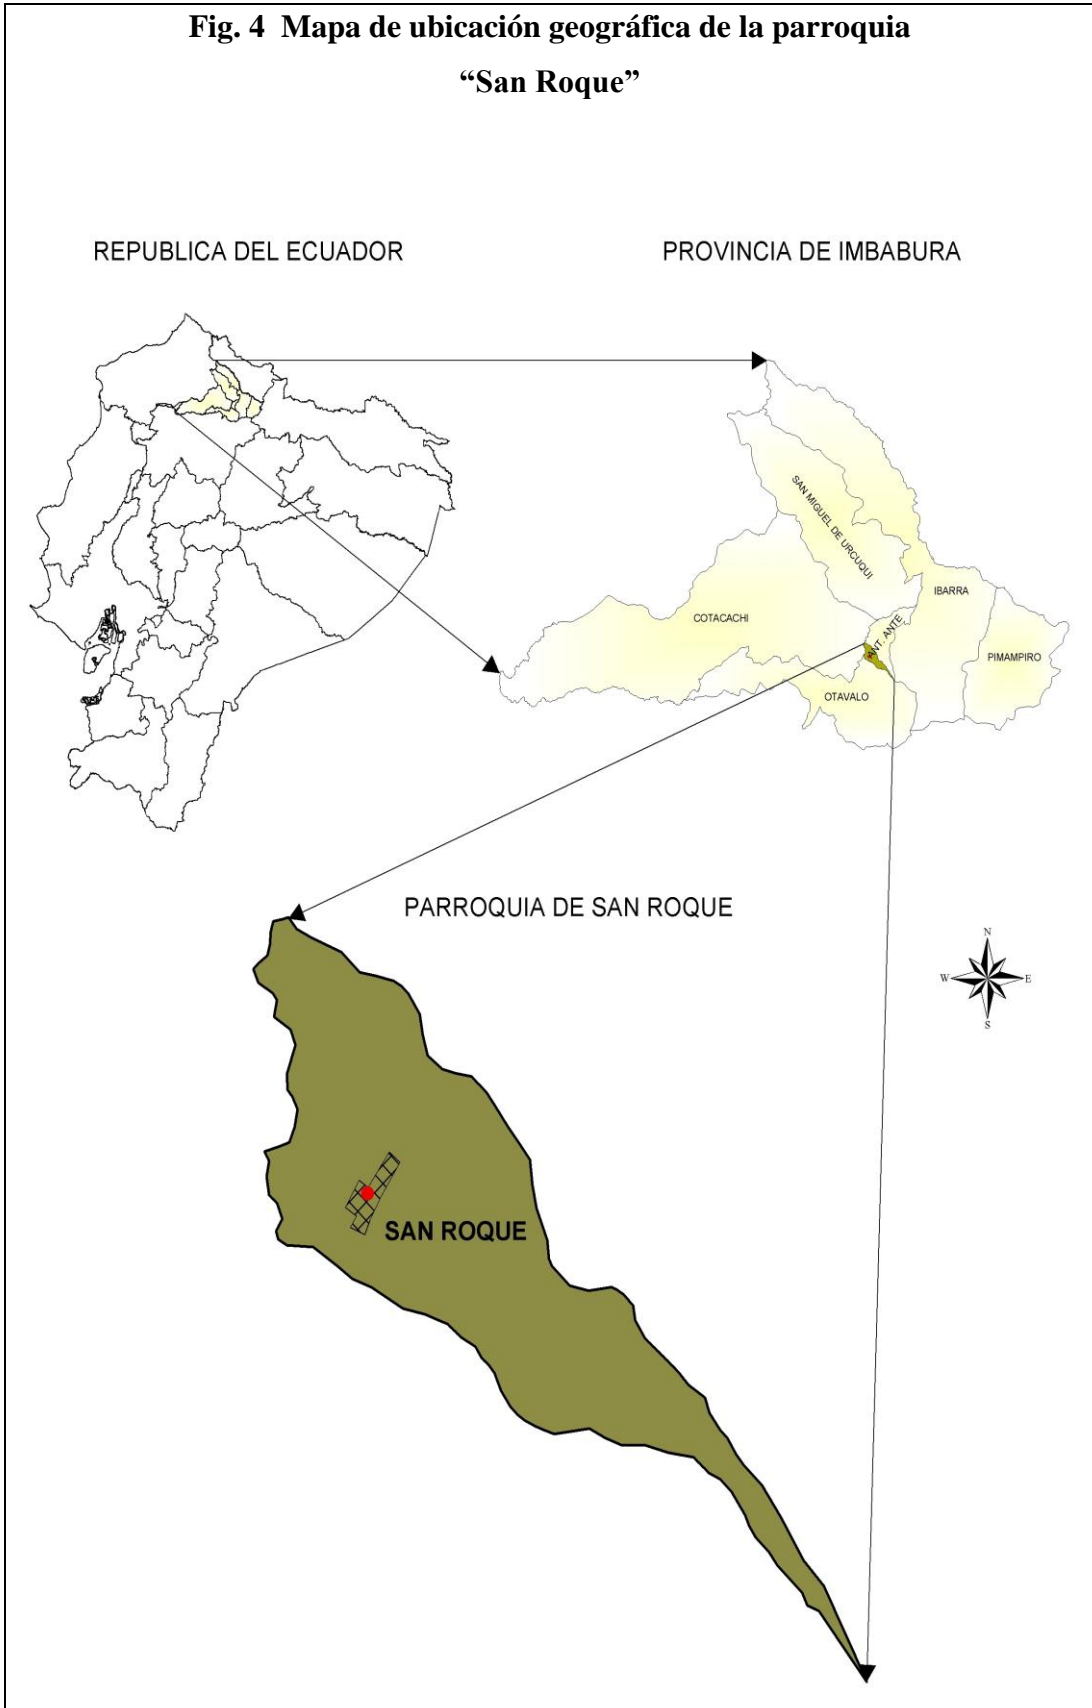 Fig. 4 Mapa de ubicación geográfica de la parroquia
“San Roque”
REPUBLICA DEL ECUADOR
PROVINCIA DE IMBABURA
SAN MIGUEL DE URCUQUI
IBARRA
COTACACHI
ANT. ANTE
PIMAMPIRO
OTAVALO
PARROQUIA DE SAN ROQUE
N
W
E
S
SAN ROQUE